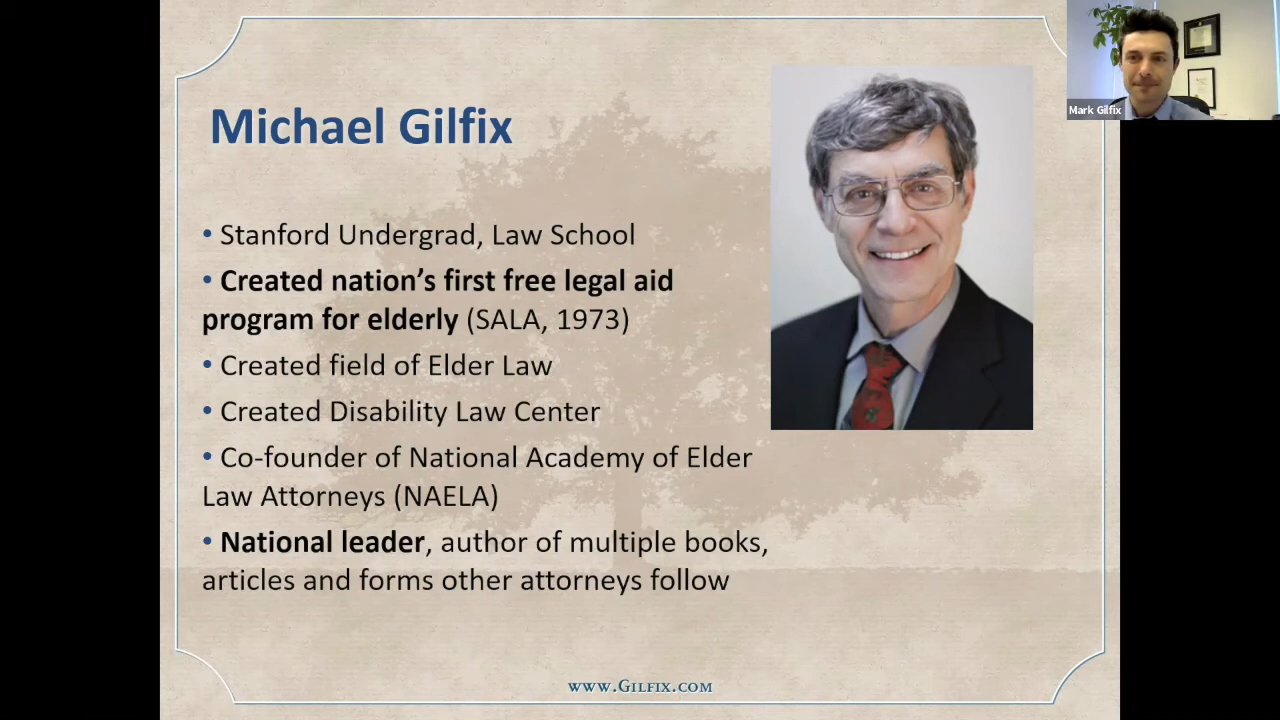 Michael Gilfix
• Stanford Undergrad, Law School
• Created nation’s first free legal aid
program for elderly (SALA, 1973)
• Created field of Elder Law
• Created Disability Law Center
• Co-founder of National Academy of Elder
Law Attorneys (NAELA)
• National leader, author of multiple books,
articles and forms other attorneys follow
www.Gilfix.com
Mark Gilfix